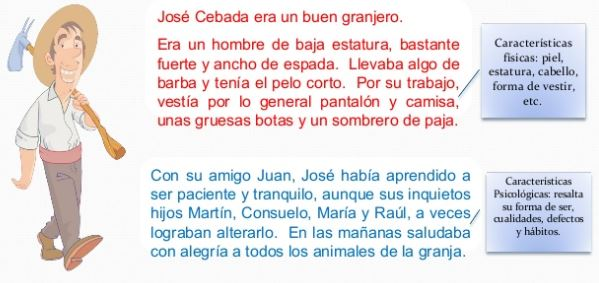 José Cebada era un buen granjero.
Era un hombre de baja estatura, bastante
fuerte y ancho de espada. Llevaba algo de
barba y tenía el pelo corto. Por su trabajo,
vestía por lo general pantalón y camisa,
unas gruesas botas y un sombrero de paja.
Características
físicas: piel,
estatura, cabello,
forma de vestir,
etc.
Con su amigo Juan, José había aprendido a
ser paciente y tranquilo, aunque sus inquietos
hijos Martín, Consuelo, María y Raúl, a veces
lograban alterarlo. En las mañanas saludaba
con alegría a todos los animales de la granja.
Características
Psicológicas: resalta
su forma de ser,
cualidades, defectos
y hábitos.